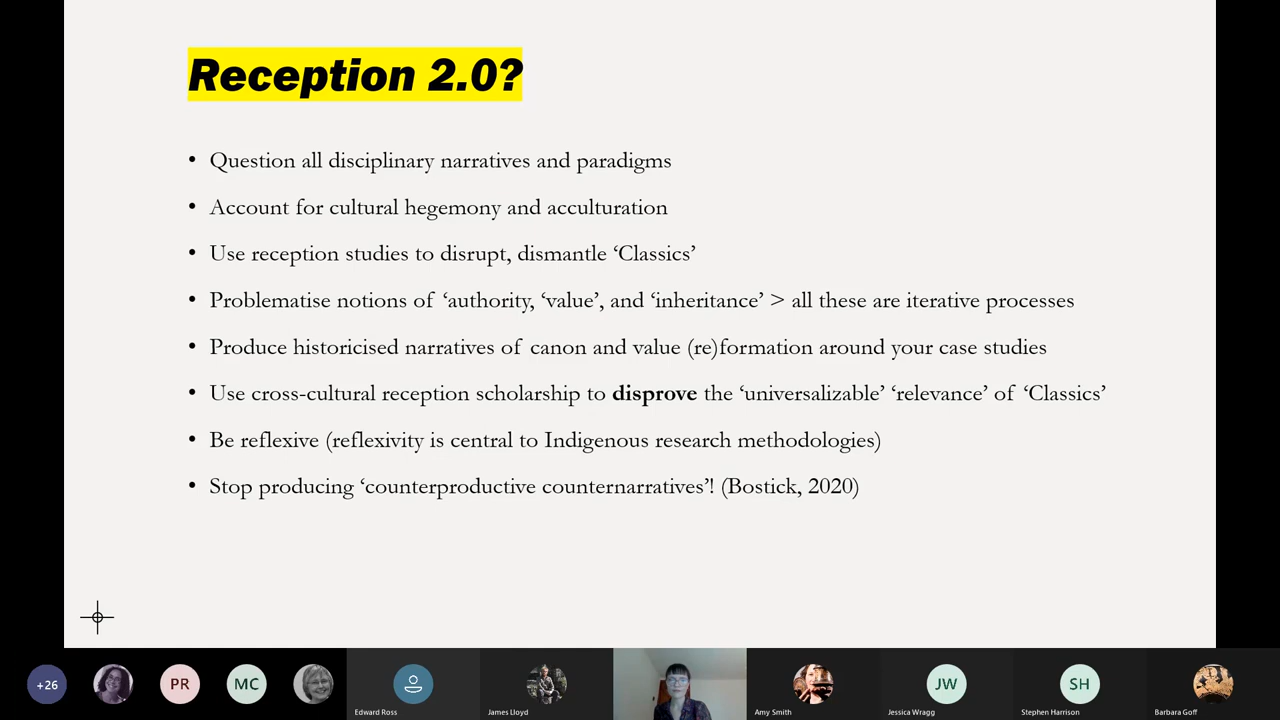 Reception 2.0?
• Question all disciplinary narratives and paradigms
• Account for cultural hegemony and acculturation
• Use reception studies to disrupt, dismantle ‘Classics’
• Problematise notions of ‘authority, ‘value’, and ‘inheritance’ > all these are iterative processes
• Produce historicised narratives of canon and value (re)formation around your case studies
• Use cross-cultural reception scholarship to disprove the ‘universalizable’ ‘relevance’ of ‘Classics’
• Be reflexive (reflexivity is central to Indigenous research methodologies)
• Stop producing ‘counterproductive counternarratives’! (Bostick, 2020)
+26
PR
MC
JW
SH
Edward Ross
James Lloyd
Amy Smith
Jessica Wragg
Stephen Harrison
Barbara Goff